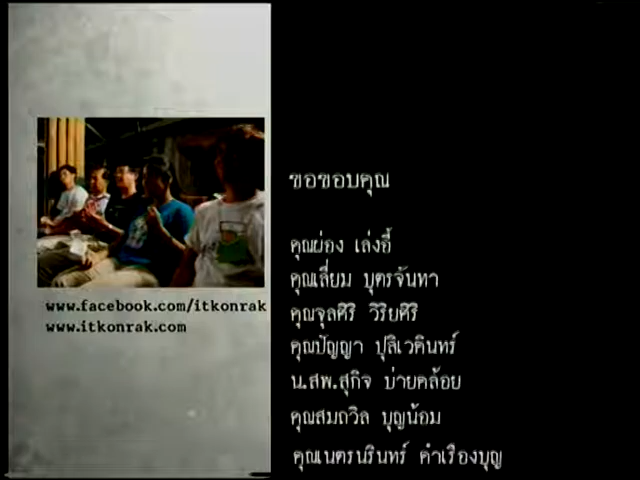 ขอขอบคุณ
คุณย่อง เล่งอี้
คุณเลี่ยม บุตรจันทา
คุณจุลศิริ วิริยศิริ
คุณปัญญา ปุลิเวคินทร์
น.สพ.สุกิจ บ่ายคล้อย
คุณสมถวิล บุญน้อม
คุณเนตรนรินทร์ คำเรืองบุญ
www.facebook.com/itkonrak
www.itkonrak.com